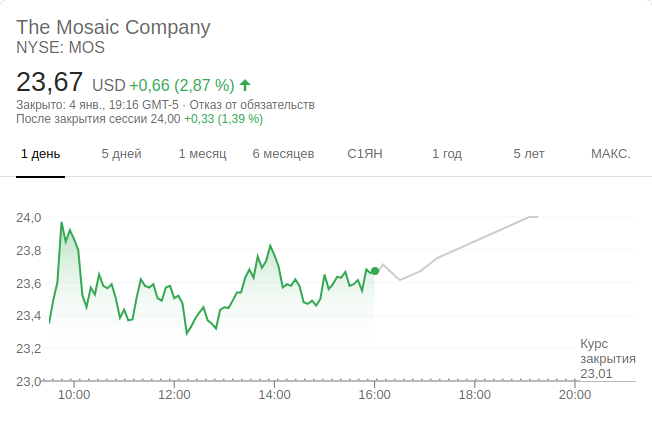 The Mosaic Company
NYSE: MOS
23,67 USD +0,66 (2,87 %)
Закрыто: 4 янв., 19:16 GMT-5 · Отказ от обязательств
После закрытия сессии 24,00 +0,33 (1,39 %)
1 день 5 дней 1 месяц 6 месяцев С1ЯН 1 год 5 лет МАКС.
24,0
23,8
23,6
23,4
23,2
23,0
Курс
закрытия
23,01
10:00 12:00 14:00 16:00 18:00 20:00